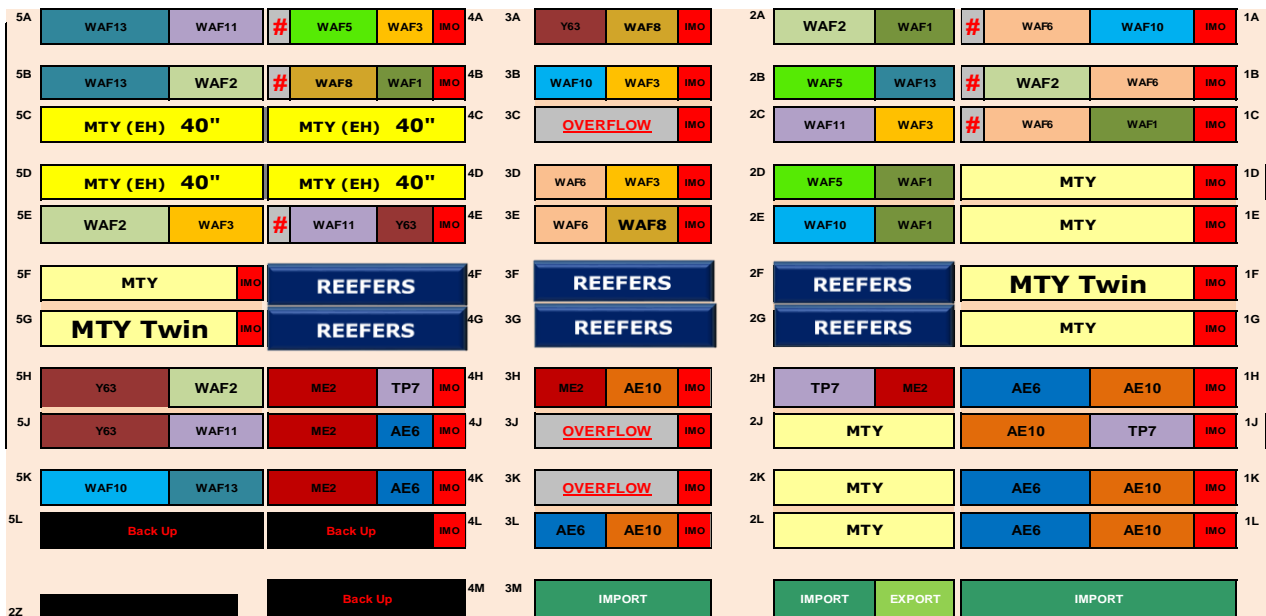 5A WAF13 WAF11 # WAF5 WAF3 IMO 4A 3A Y63 WAF8 IMO 2A WAF2 WAF1 # WAF6 WAF10 IMO 1A
5B WAF13 WAF2 # WAF8 WAF1 IMO 4B 3B WAF10 WAF3 IMO 2B WAF5 WAF13 # WAF2 WAF6 IMO 1B
5C MTY (EH) 40" MTY (EH) 40" 4C 3C OVERFLOW IMO 2C WAF11 WAF3 # WAF6 WAF1 IMO 1C
5D MTY (EH) 40" MTY (EH) 40" 4D 3D WAF6 WAF3 IMO 2D WAF5 WAF1 MTY IMO 1D
5E WAF2 WAF3 # WAF11 Y63 IMO 4E 3E WAF6 WAF8 IMO 2E WAF10 WAF1 MTY IMO 1E
5F MTY IMO REEFERS 4F 3F REEFERS 2F REEFERS MTY Twin IMO 1F
5G MTY Twin IMO REEFERS 4G 3G REEFERS 2G REEFERS MTY IMO 1G
5H Y63 WAF2 ME2 TP7 IMO 4H 3H ME2 AE10 IMO 2H TP7 ME2 AE6 AE10 IMO 1H
5J Y63 WAF11 ME2 AE6 IMO 4J 3J OVERFLOW IMO 2J MTY AE10 TP7 IMO 1J
5K WAF10 WAF13 ME2 AE6 IMO 4K 3K OVERFLOW IMO 2K MTY AE6 AE10 IMO 1K
5L Back Up Back Up IMO 4L 3L AE6 AE10 IMO 2L MTY AE6 AE10 IMO 1L
2Z Back Up 4M 3M IMPORT IMPORT EXPORT IMPORT